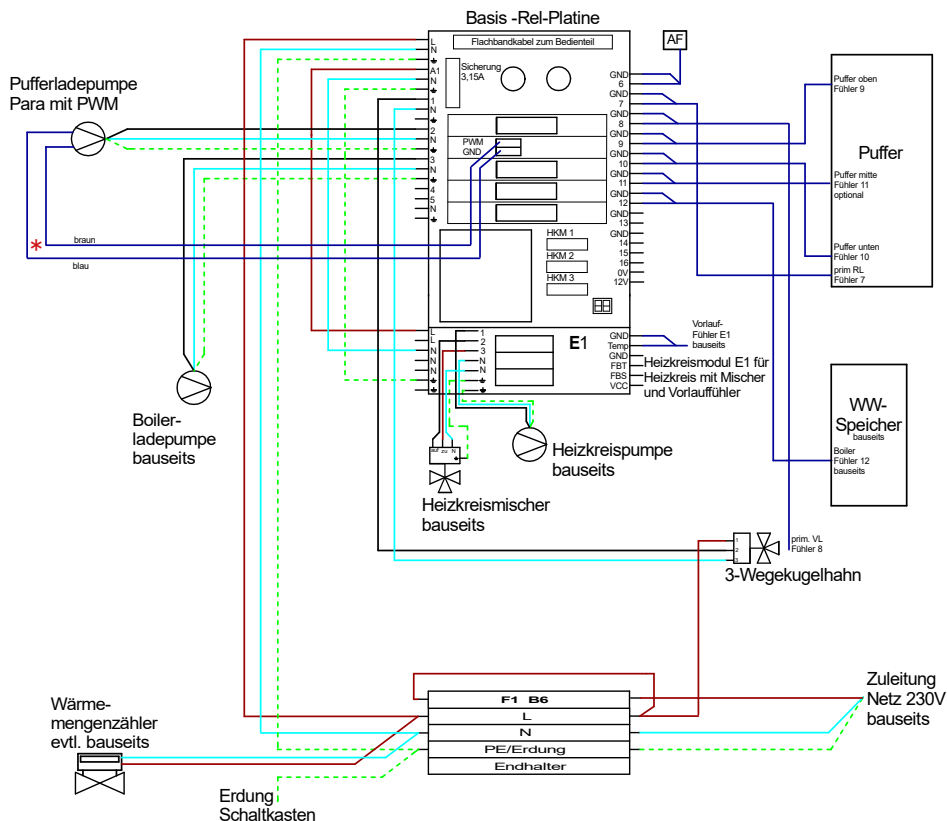 Basis -Rel-Platine
Flachbandkabel zum Bedienteil
AF
L
N
A1
N
1
N
2
N
3
N
4
5
N
Sicherung
3,15A
PWM
GND
HKM 1
HKM 2
HKM 3
GND
6
GND
7
GND
8
GND
9
GND
10
GND
11
GND
12
GND
13
GND
14
15
16
0V
12V
Pufferladepumpe
Para mit PWM
*
braun
blau
Puffer oben
Fühler 9
Puffer
Puffer mitte
Fühler 11
optional
Puffer unten
Fühler 10
prim RL
Fühler 7
L
L
N
N
N
1
2
3
N
N
E1
GND
Temp
GND
FBT
FBS
VCC
Vorlauf-
Fühler E1
bauseits
Heizkreismodul E1 für
Heizkreis mit Mischer
und Vorlauffühler
Boiler-
ladepumpe
bauseits
auf zu N
Heizkreismischer
bauseits
Heizkreispumpe
bauseits
WW-
Speicher
bauseits
Boiler
Fühler 12
bauseits
1
2
3
prim. VL
Fühler 8
3-Wegekugelhahn
F1 B6
L
N
PE/Erdung
Endhalter
Zuleitung
Netz 230V
bauseits
Wärme-
mengenzähler
evtl. bauseits
Erdung
Schaltkasten